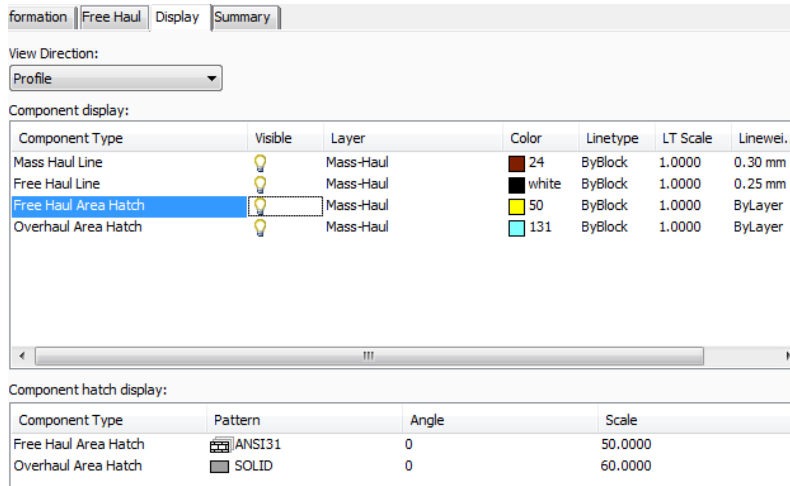 formation Free Haul Display Summary
View Direction:
Profile
Component display:
Component Type Visible Layer Color Linetype LT Scale Linewei...
Mass Haul Line Mass-Haul 24 ByBlock 1.0000 0.30 mm
Free Haul Line Mass-Haul white ByBlock 1.0000 0.25 mm
Free Haul Area Hatch Mass-Haul 50 ByBlock 1.0000 ByLayer
Overhaul Area Hatch Mass-Haul 131 ByBlock 1.0000 ByLayer
Component hatch display:
Component Type Pattern Angle Scale
Free Haul Area Hatch ANSI31 0 50.0000
Overhaul Area Hatch SOLID 0 60.0000